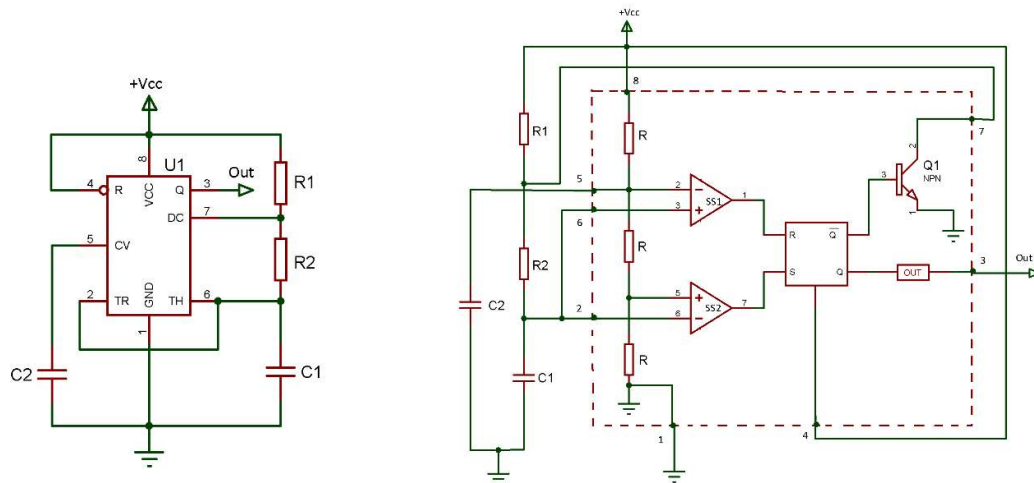 +Vcc
U1
Out
8
VCC
4
R
Q
3
R1
DC
7
5
CV
R2
2
TR
GND
TH
6
1
C2
C1
+Vcc
8
R1
R
7
2
Q1
5
2
3
NPN
SS1
1
6
3
1
R
Q
R
R2
3
Out
S
Q
OUT
C2
5
2
SS2
7
6
R
C1
1
4